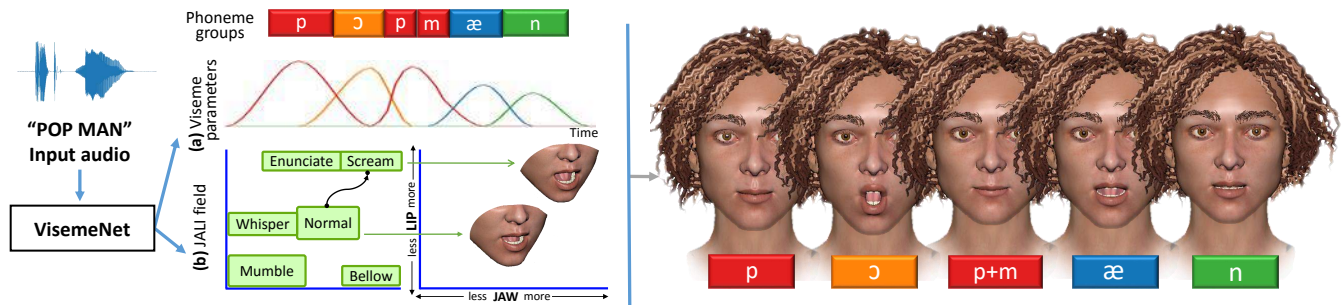 Phoneme
groups
p ɔ p m æ n
"POP MAN"
Input audio
VisemeNet
(a) Viseme
parameters
Time
(b) JALI field
Enunciate Scream
Whisper Normal
Mumble Bellow
less LIP more
less JAW more
p ɔ p+m æ n